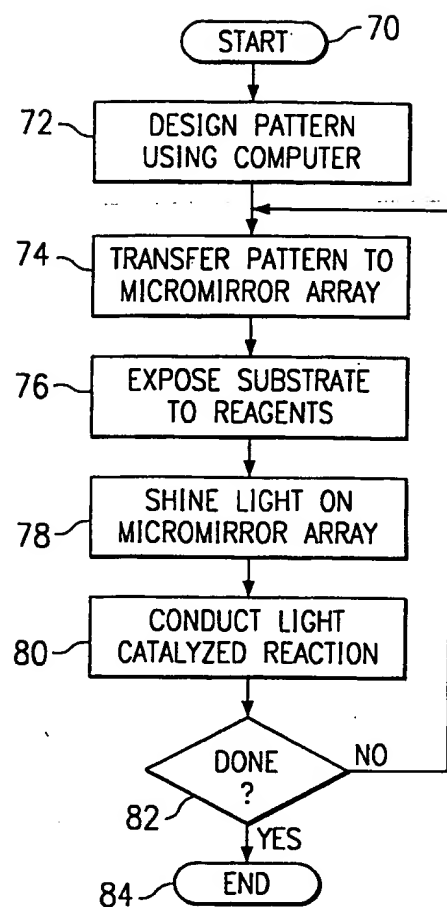 START
70
72
DESIGN PATTERN
USING COMPUTER
74
TRANSFER PATTERN TO
MICROMIRROR ARRAY
76
EXPOSE SUBSTRATE
TO REAGENTS
78
SHINE LIGHT ON
MICROMIRROR ARRAY
80
CONDUCT LIGHT
CATALYZED REACTION
DONE
?
NO
82
YES
84
END